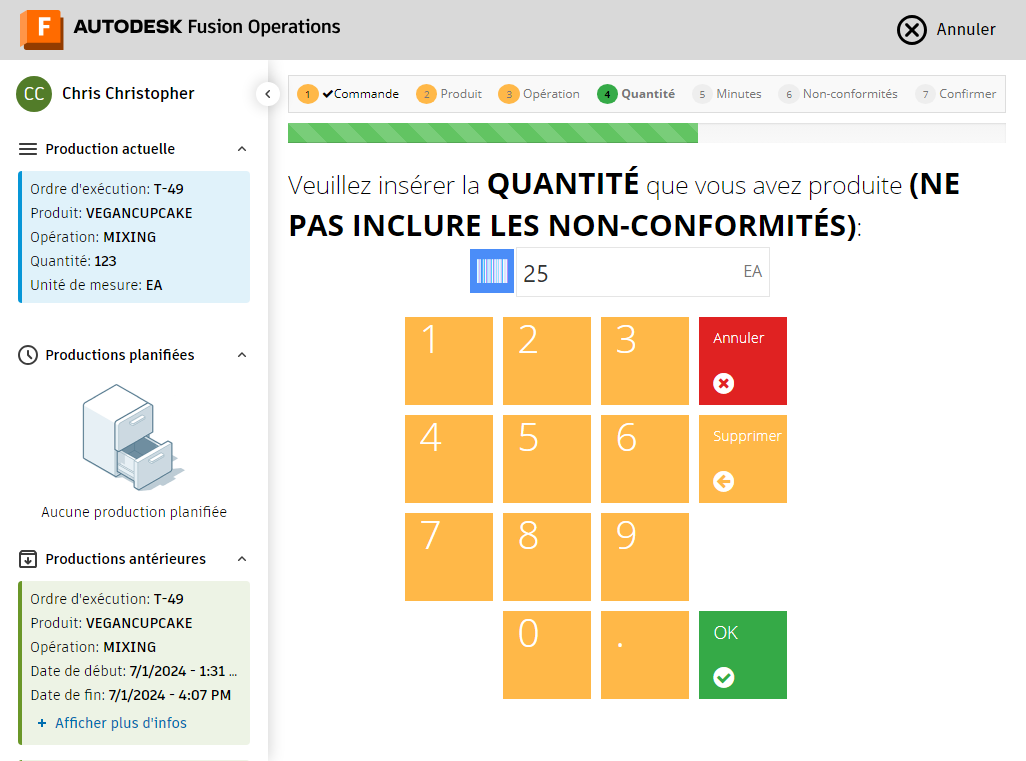 F AUTODESK Fusion Operations
Annuler
CC Chris Christopher
Production actuelle
Ordre d'exécution: T-49
Produit: VEGANCUPCAKE
Opération: MIXING
Quantité: 123
Unité de mesure: EA
Productions planifiées
Aucune production planifiée
Productions antérieures
Ordre d'exécution: T-49
Produit: VEGANCUPCAKE
Opération: MIXING
Date de début: 7/1/2024 - 1:31 ...
Date de fin: 7/1/2024 - 4:07 PM
+ Afficher plus d'infos
1 ✔Commande 2 Produit 3 Opération 4 Quantité 5 Minutes 6 Non-conformités 7 Confirmer
Veuillez insérer la QUANTITÉ que vous avez produite (NE
PAS INCLURE LES NON-CONFORMITÉS):
25 EA
1 2 3 Annuler
4 5 6 Supprimer
7 8 9
0 . OK